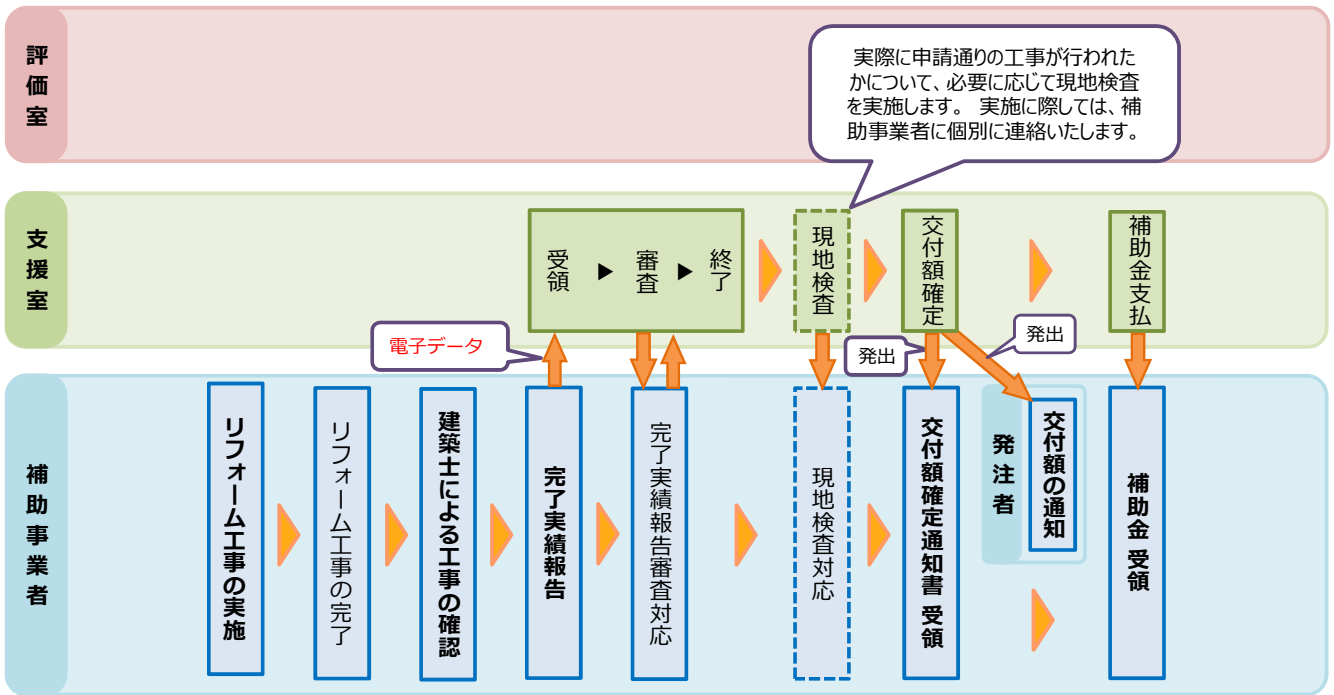 評価室
実際に申請通りの工事が行われた
かについて、必要に応じて現地検査
を実施します。 実施に際しては、補
助事業者に個別に連絡いたします。
支援室
受領
▶
審査
▶
終了
現地検査
交付額確定
補助金支払
電子データ
発出
発出
補助事業者
リフォーム工事の実施
リフォーム工事の完了
建築士による工事の確認
完了実績報告
完了実績報告審査対応
現地検査対応
交付額確定通知書 受領
発注者
交付額の通知
補助金 受領